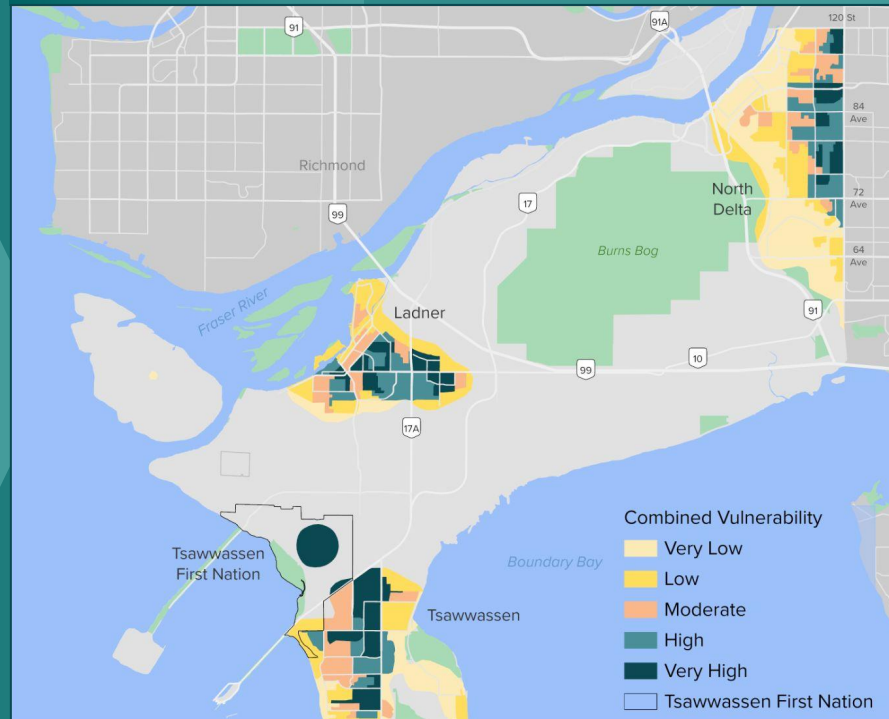 91
91A
120 St
84
Ave
Richmond
North
Delta
72
Ave
17
99
Burns Bog
64
Ave
Fraser River
Ladner
91
10
99
17A
Combined Vulnerability
Very Low
Low
Moderate
High
Very High
Tsawwassen First Nation
Tsawwassen
First Nation
Boundary Bay
Tsawwassen